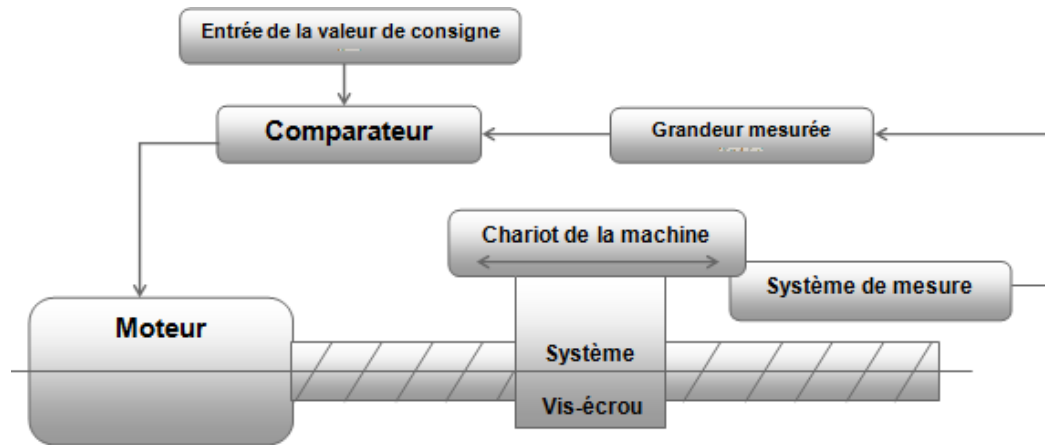 Entrée de la valeur de consigne
Comparateur
Grandeur mesurée
Chariot de la machine
Système de mesure
Moteur
Système
Vis-écrou